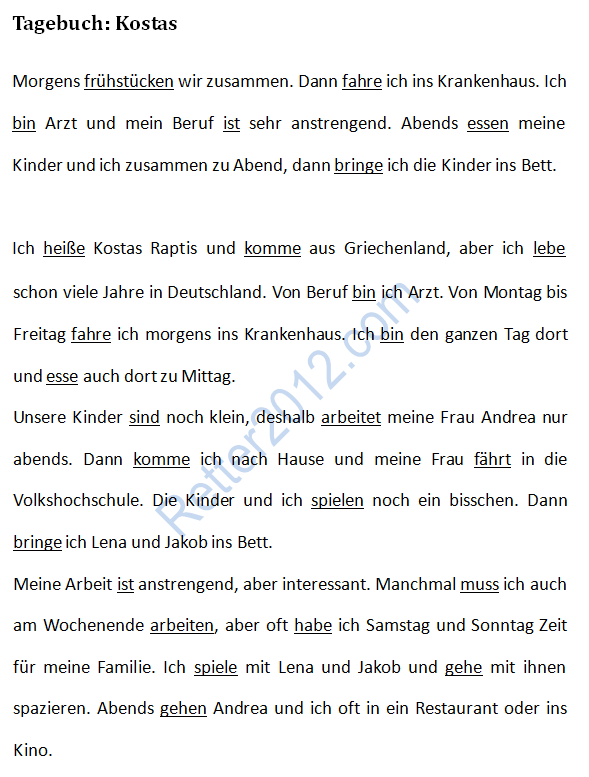 Tagebuch: Kostas
Morgens frühstücken wir zusammen. Dann fahre ich ins Krankenhaus. Ich
bin Arzt und mein Beruf ist sehr anstrengend. Abends essen meine
Kinder und ich zusammen zu Abend, dann bringe ich die Kinder ins Bett.
Ich heiße Kostas Raptis und komme aus Griechenland, aber ich lebe
schon viele Jahre in Deutschland. Von Beruf bin ich Arzt. Von Montag bis
Freitag fahre ich morgens ins Krankenhaus. Ich bin den ganzen Tag dort
und esse auch dort zu Mittag.
Unsere Kinder sind noch klein, deshalb arbeitet meine Frau Andrea nur
abends. Dann komme ich nach Hause und meine Frau fährt in die
Volkshochschule. Die Kinder und ich spielen noch ein bisschen. Dann
bringe ich Lena und Jakob ins Bett.
Meine Arbeit ist anstrengend, aber interessant. Manchmal muss ich auch
am Wochenende arbeiten, aber oft habe ich Samstag und Sonntag Zeit
für meine Familie. Ich spiele mit Lena und Jakob und gehe mit ihnen
spazieren. Abends gehen Andrea und ich oft in ein Restaurant oder ins
Kino.
Retter2012.com